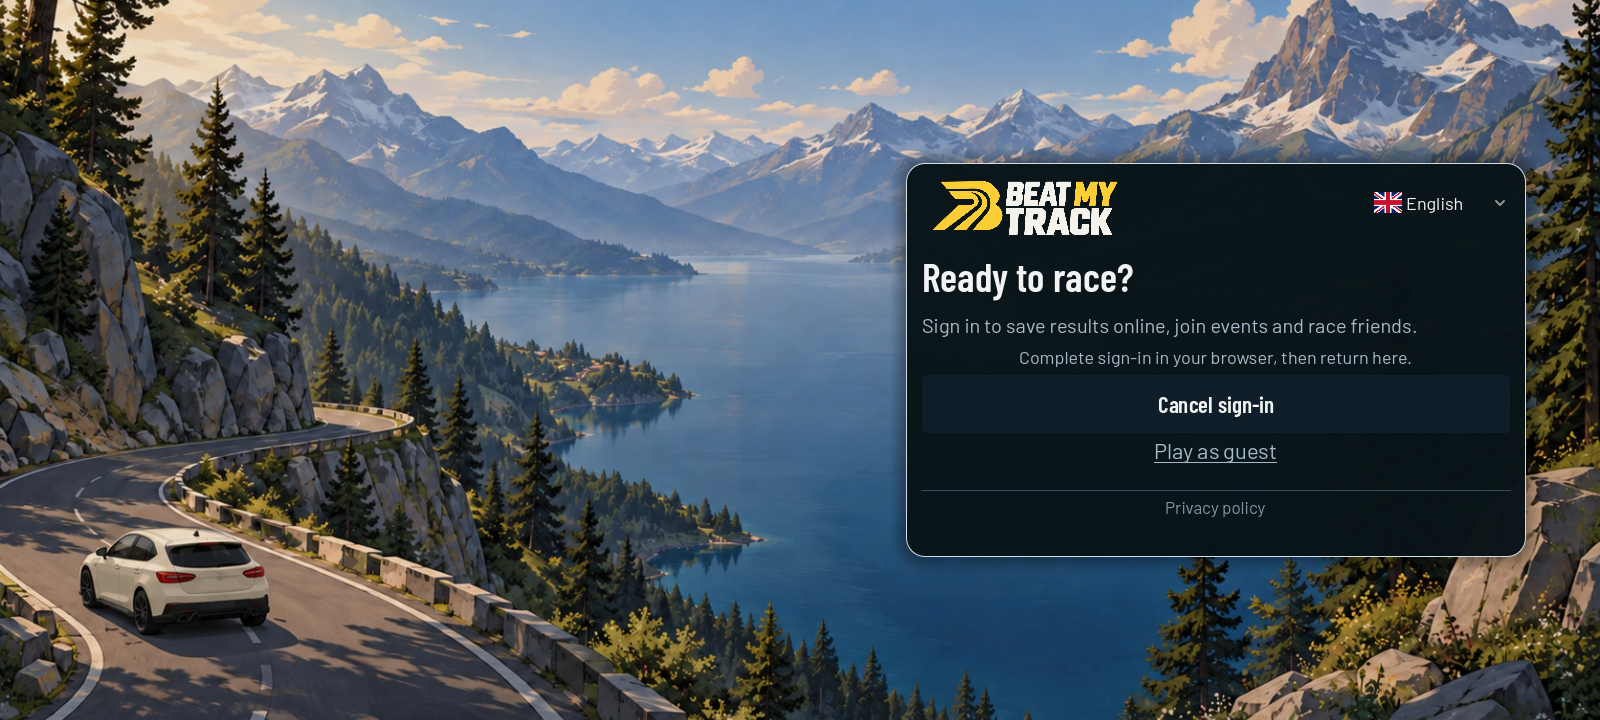 BEAT MY
TRACK
English
Ready to race?
Sign in to save results online, join events and race friends.
Complete sign-in in your browser, then return here.
Cancel sign-in
Play as guest
Privacy policy